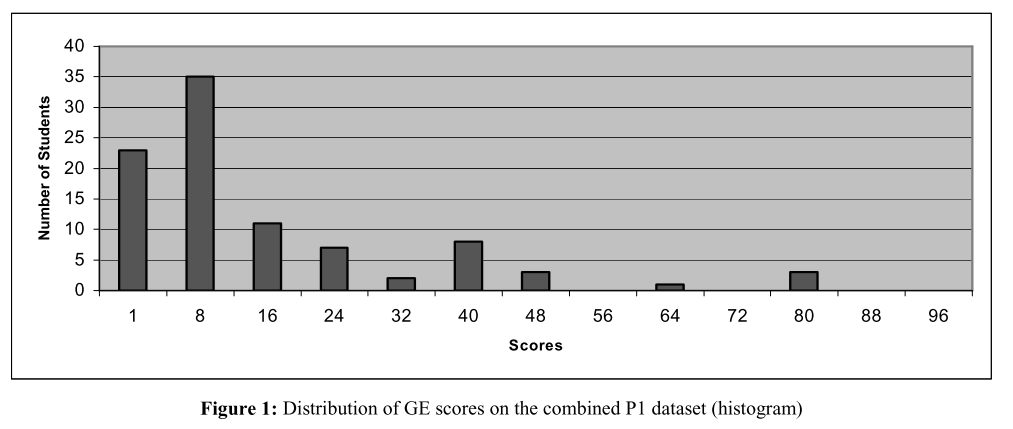 40
35
30
25
20
15
10
5
0
Number of Students
1 8 16 24 32 40 48 56 64 72 80 88 96
Scores
Figure 1: Distribution of GE scores on the combined P1 dataset (histogram)